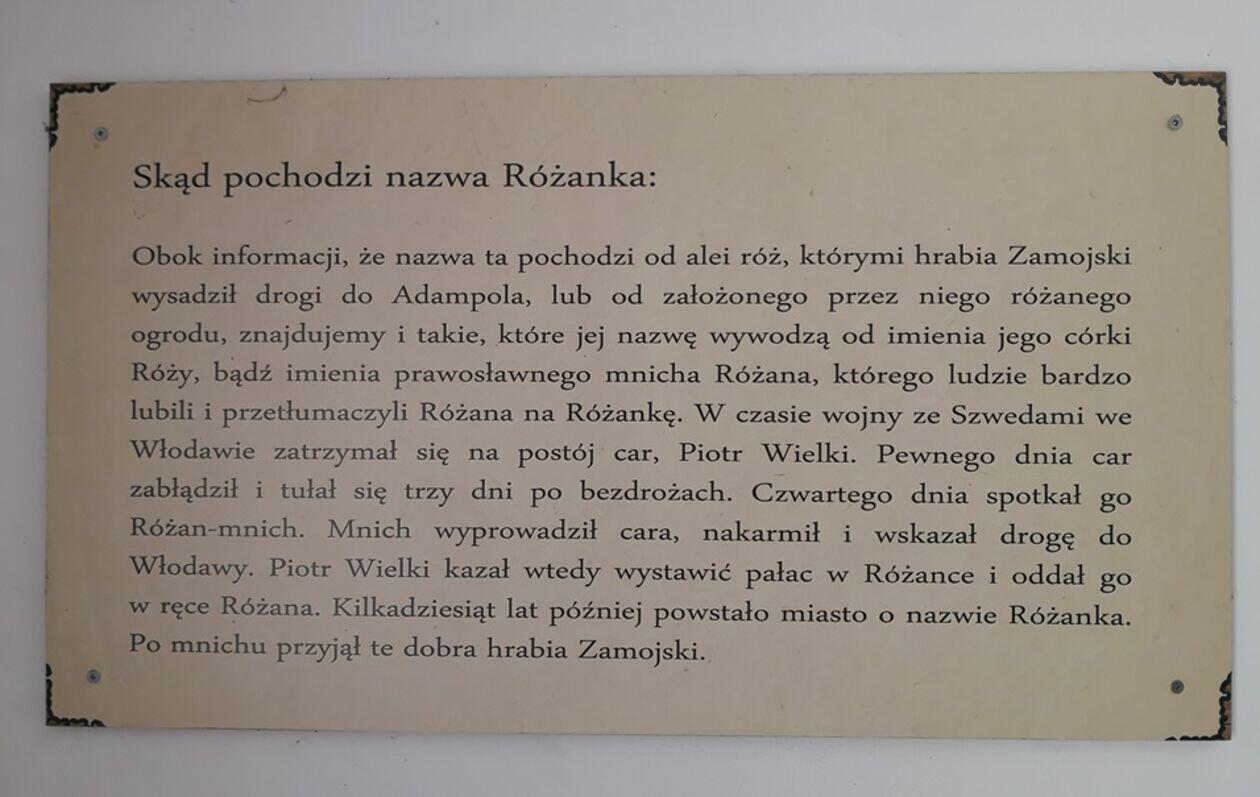 Skąd pochodzi nazwa Różanka:
Obok informacji, że nazwa ta pochodzi od alei róż, którymi hrabia Zamojski
wysadził drogi do Adampola, lub od założonego przez niego różanego
ogrodu, znajdujemy i takie, które jej nazwę wywodzą od imienia jego córki
Róży, bądź imienia prawosławnego mnicha Różana, którego ludzie bardzo
lubili i przetłumaczyli Różana na Różankę. W czasie wojny ze Szwedami we
Włodawie zatrzymał się na postój car, Piotr Wielki. Pewnego dnia car
zabłądził i tułał się trzy dni po bezdrożach. Czwartego dnia spotkał go
Różan-mnich. Mnich wyprowadził cara, nakarmił i wskazał drogę do
Włodawy. Piotr Wielki kazał wtedy wystawić pałac w Różance i oddał go
w ręce Różana. Kilkadziesiąt lat później powstało miasto o nazwie Różanka.
Po mnichu przyjął te dobra hrabia Zamojski.